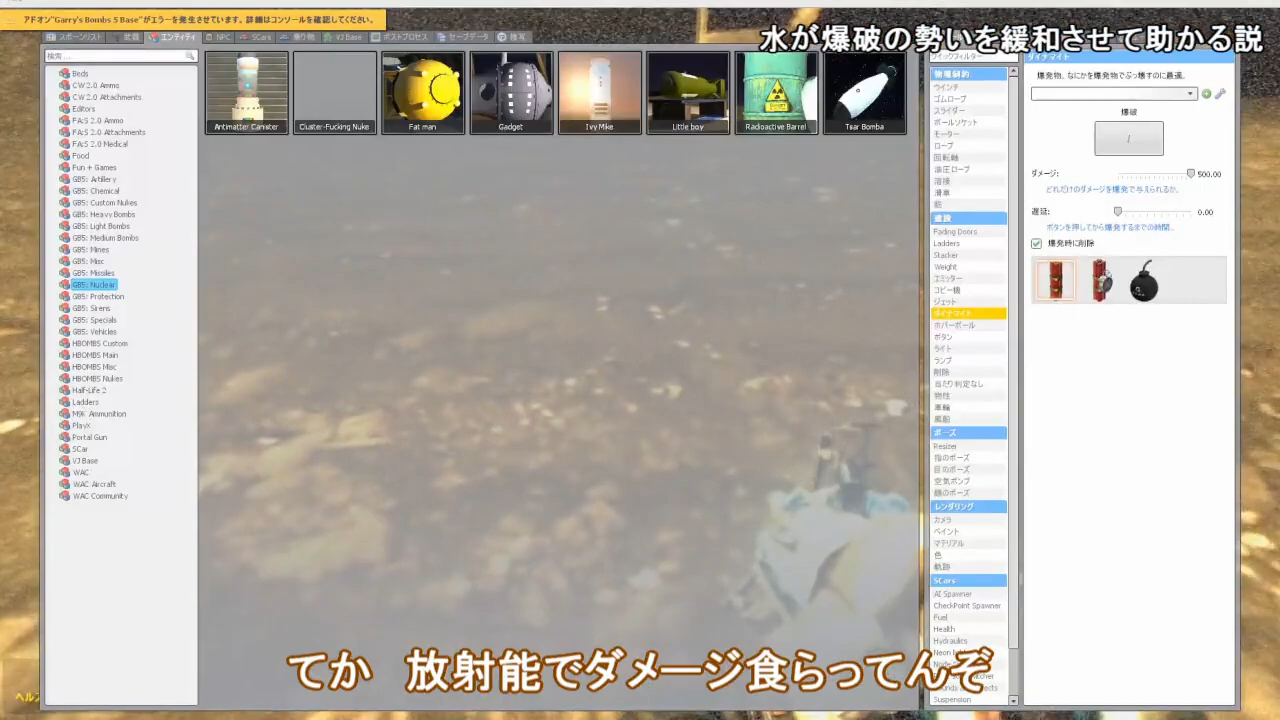 アドオン"Garry's Bombs 5 Base"がエラーを発生させています。詳細はコンソールを確認してください。
水が爆破の勢いを緩和させて助かる説
スポーンリスト 武器 エンティティ NPC SCars 乗り物 VJ Base ポストプロセス セーブデータ 複写
検索...
Beds
CW 2.0 Ammo
CW 2.0 Attachments
Editors
FA:S 2.0 Ammo
FA:S 2.0 Attachments
FA:S 2.0 Medical
Food
Fun + Games
GB5: Artillery
GB5: Chemical
GB5: Custom Nukes
GB5: Heavy Bombs
GB5: Light Bombs
GB5: Medium Bombs
GB5: Mines
GB5: Misc
GB5: Missiles
GB5: Nuclear
GB5: Protection
GB5: Sirens
GB5: Specials
GB5: Vehicles
HBOMBS Custom
HBOMBS Main
HBOMBS Misc
HBOMBS Nukes
Half-Life 2
Ladders
M9K Ammunition
PlayX
Portal Gun
SCar
VJ Base
WAC
WAC Aircraft
WAC Community
Antimatter Canister
Cluster-Fucking Nuke
Fat man
Gadget
Ivy Mike
Little boy
Radioactive Barrel
Tsar Bomba
クイックフィルター
物理制約
ウインチ
ゴムロープ
スライダー
ボールソケット
モーター
ロープ
回転軸
油圧ロープ
溶接
滑車
筋
建設
Fading Doors
Ladders
Stacker
Weight
エミッター
コピー機
ジェット
ダイナマイト
ホバーボール
ボタン
ライト
ランプ
削除
当たり判定なし
物性
車輪
風船
ポーズ
Resizer
指のポーズ
目のポーズ
空気ポンプ
顔のポーズ
レンダリング
カメラ
ペイント
マテリアル
色
軌跡
SCars
AI Spawner
CheckPoint Spawner
Fuel
Health
Hydraulics
Suspension
ダイナマイト
爆発物。なにかを爆発物でぶっ壊すのに最適。
爆破
/
ダメージ: 500.00
どれだけのダメージを爆発で与えられるか。
遅延: 0.00
ボタンを押してから爆発するまでの時間...
爆発時に削除
てか 放射能でダメージ食らってんぞ